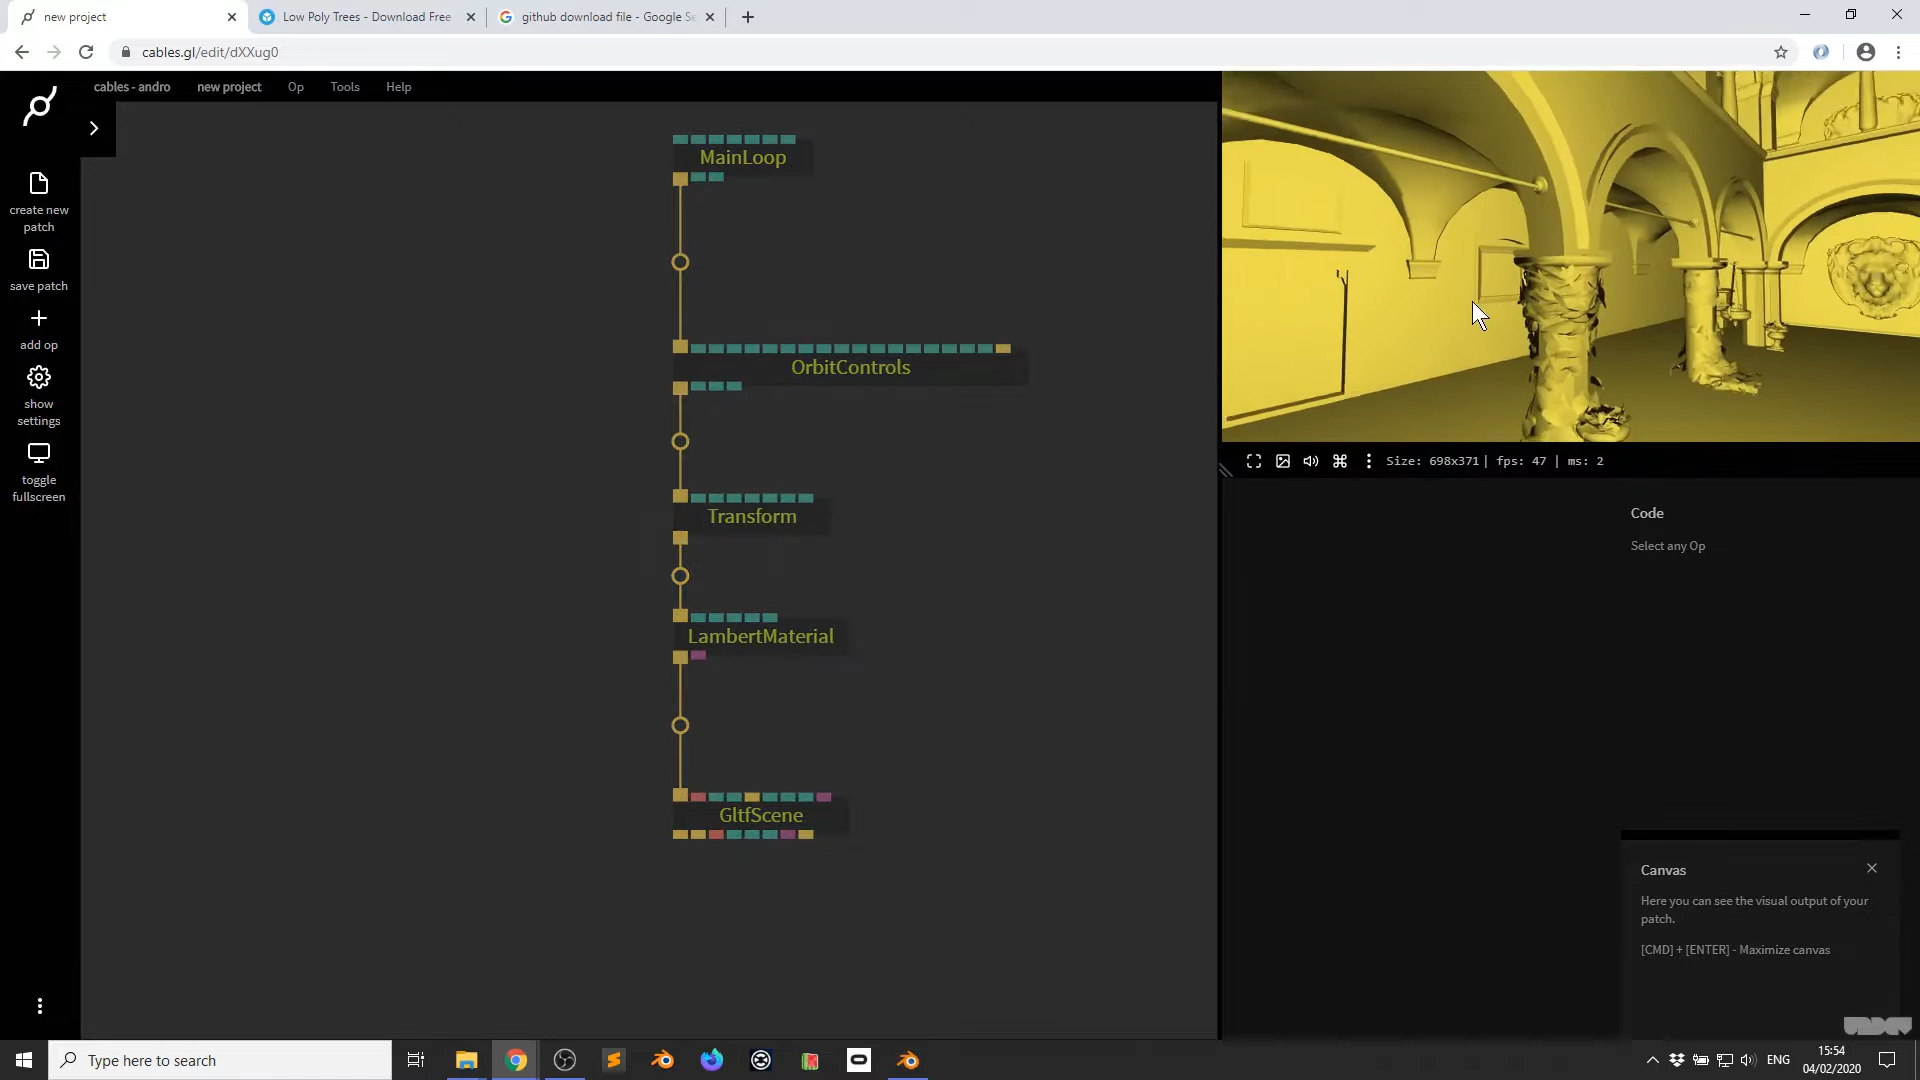 new project
Low Poly Trees - Download Free
github download file - Google Se
cables.gl/edit/dXXug0
cables - andro
new project
Op
Tools
Help
create new
patch
save patch
add op
show
settings
toggle
fullscreen
MainLoop
OrbitControls
Transform
LambertMaterial
GltfScene
Size: 698x371 | fps: 47 | ms: 2
Code
Select any Op
Canvas
Here you can see the visual output of your
patch.
[CMD] + [ENTER] - Maximize canvas
UNDEV
Type here to search
ENG
15:54
04/02/2020